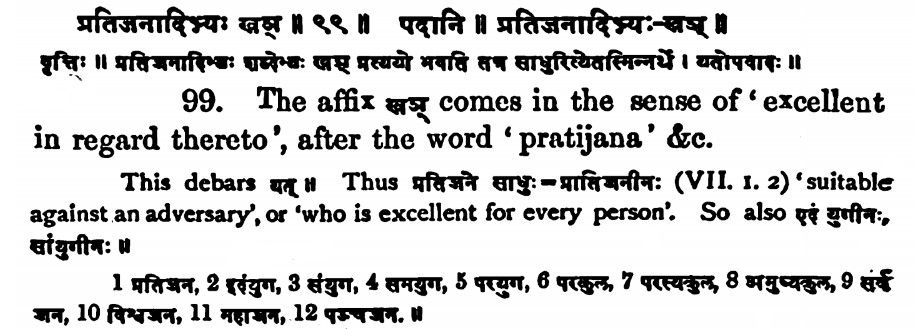 प्रतिजनादिभ्यः खञ् ॥ ९९ ॥ पदानि ॥ प्रतिजनादिभ्यः-खञ् ॥
वृत्तिः ॥ प्रतिजनादिभ्यः शब्देभ्यः खञ् प्रत्ययो भवति तत्र साधुरित्येतस्मिन्नर्थे । यतोपवादः ॥
99. The affix खञ् comes in the sense of ‘excellent
in regard thereto’, after the word ‘pratijana’ &c.
This debars यत् ॥ Thus प्रतिजने साधुः=प्रातिजनीनः (VII. 1. 2) ‘suitable
against an adversary’, or ‘who is excellent for every person’. So also एदं युगीनः,
सांयुगीनः ॥
1 प्रतिजन, 2 इदंयुग, 3 संयुग, 4 समयुग, 5 परयुग, 6 परकुल, 7 परस्यकुल, 8 अमुष्यकुल, 9 सर्व
जन, 10 विश्वजन, 11 महाजन, 12 पञ्चजन. ॥